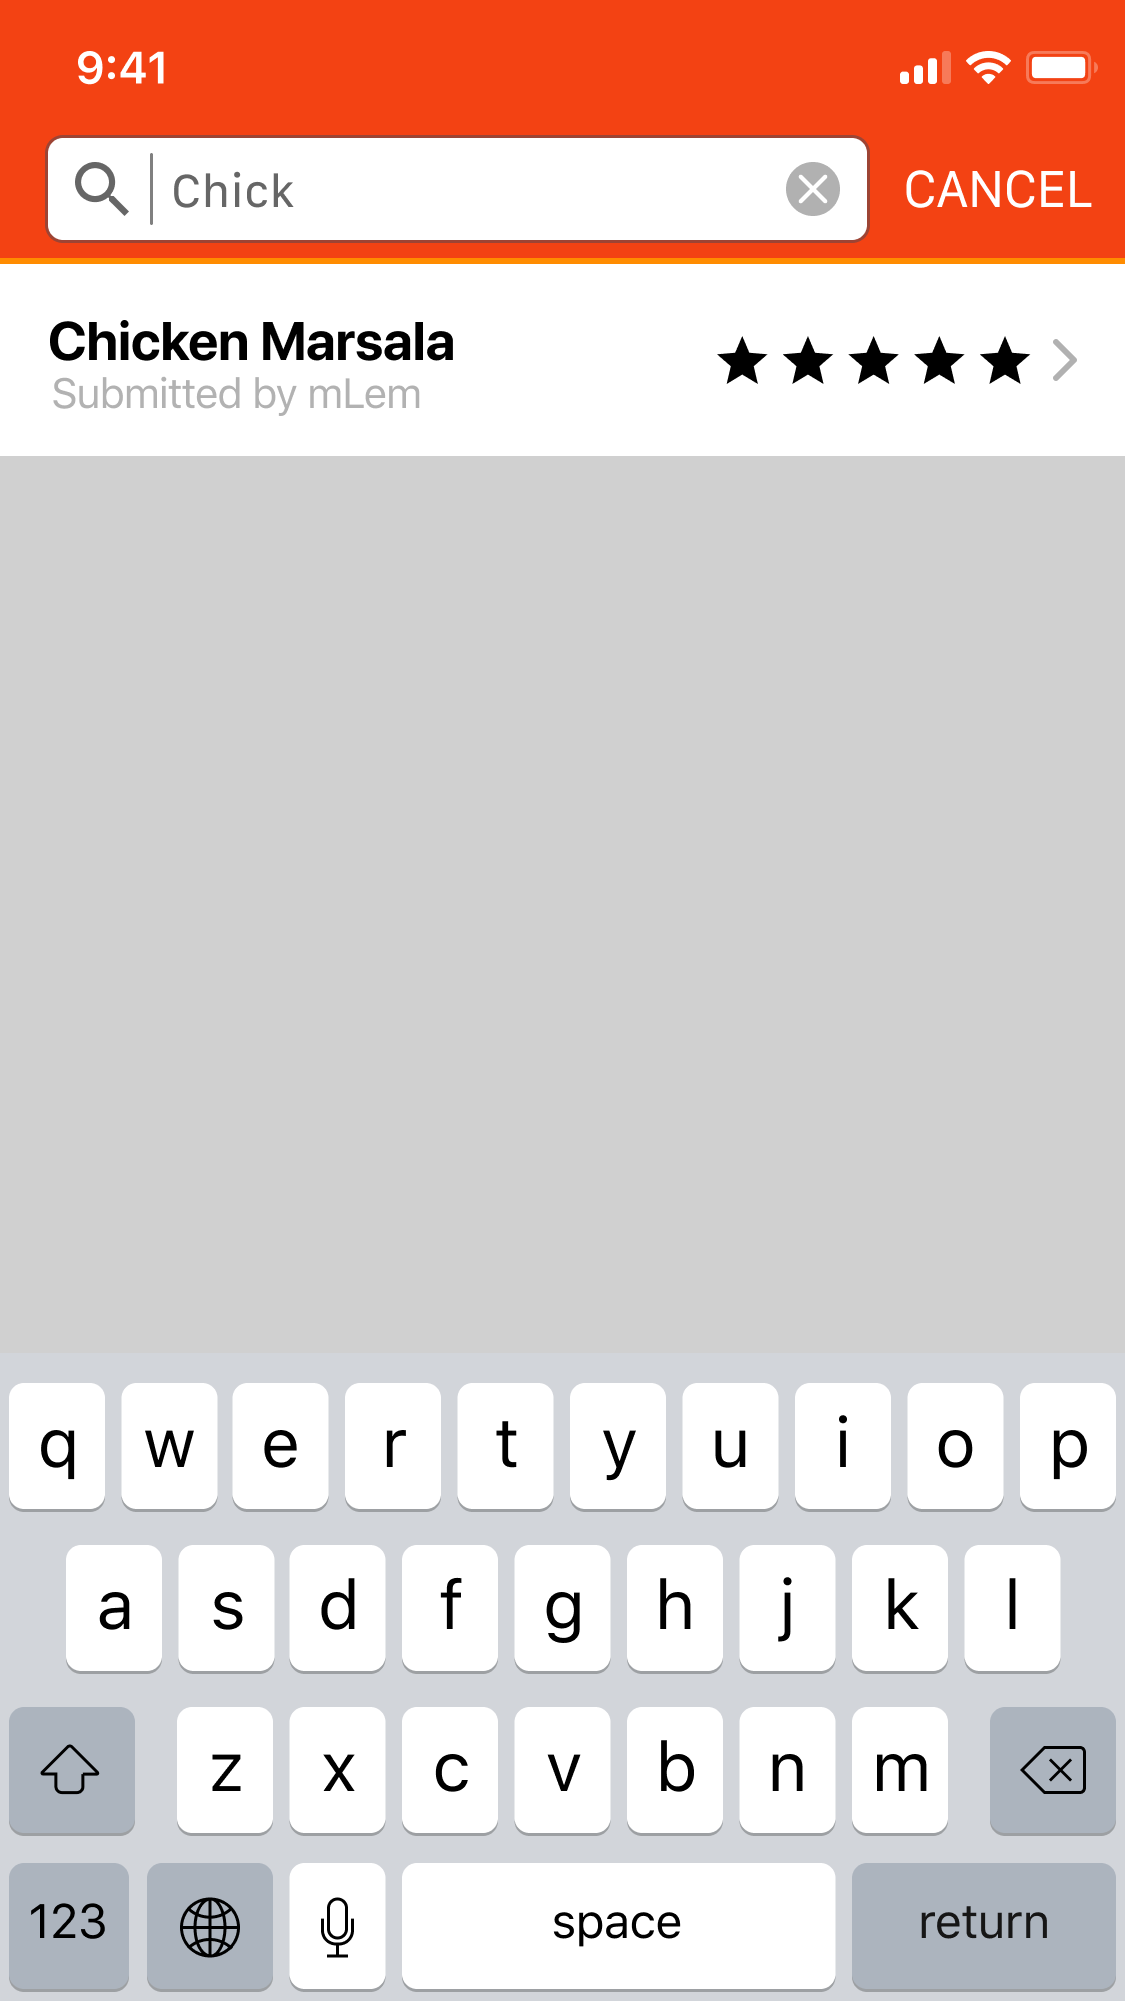 9:41
Chick
CANCEL
Chicken Marsala
Submitted by mLem
q w e r t y u i o p
a s d f g h j k l
z x c v b n m
123 space return